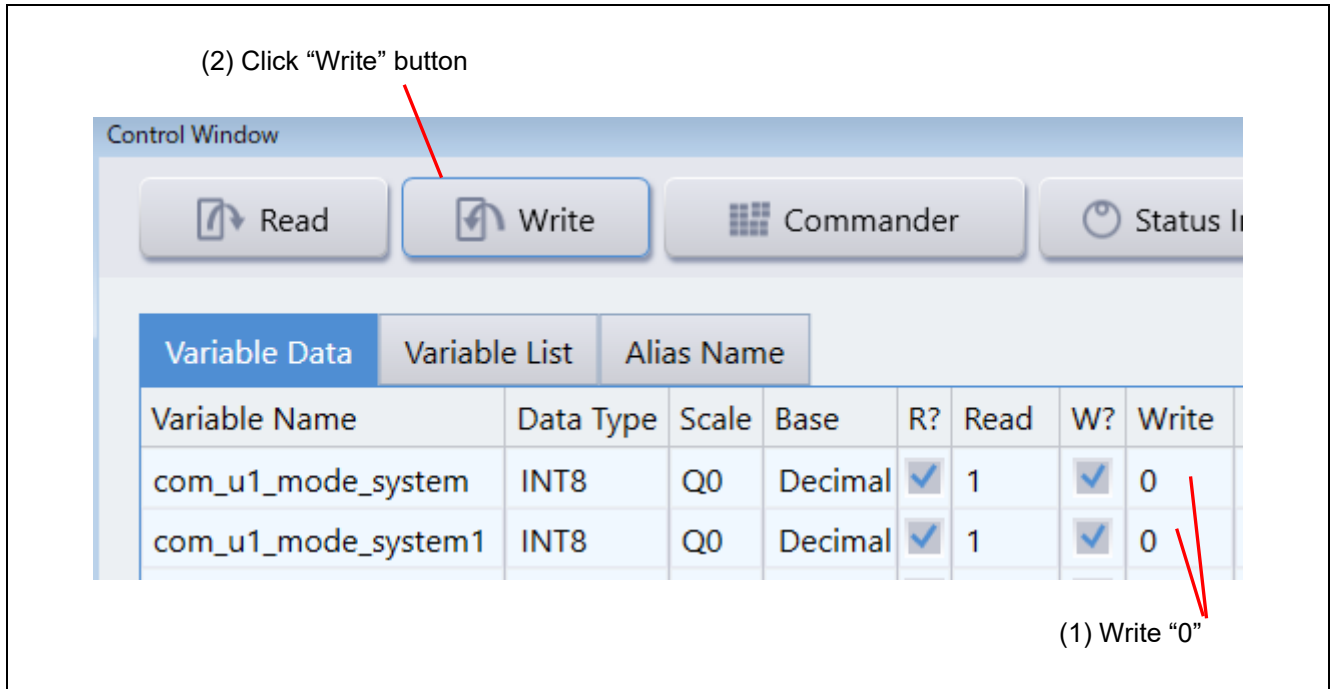 (2) Click “Write” button
Control Window
Read Write Commander Status I
Variable Data Variable List Alias Name
Variable Name Data Type Scale Base R? Read W? Write
com_u1_mode_system INT8 Q0 Decimal 1 0
com_u1_mode_system1 INT8 Q0 Decimal 1 0
(1) Write “0”